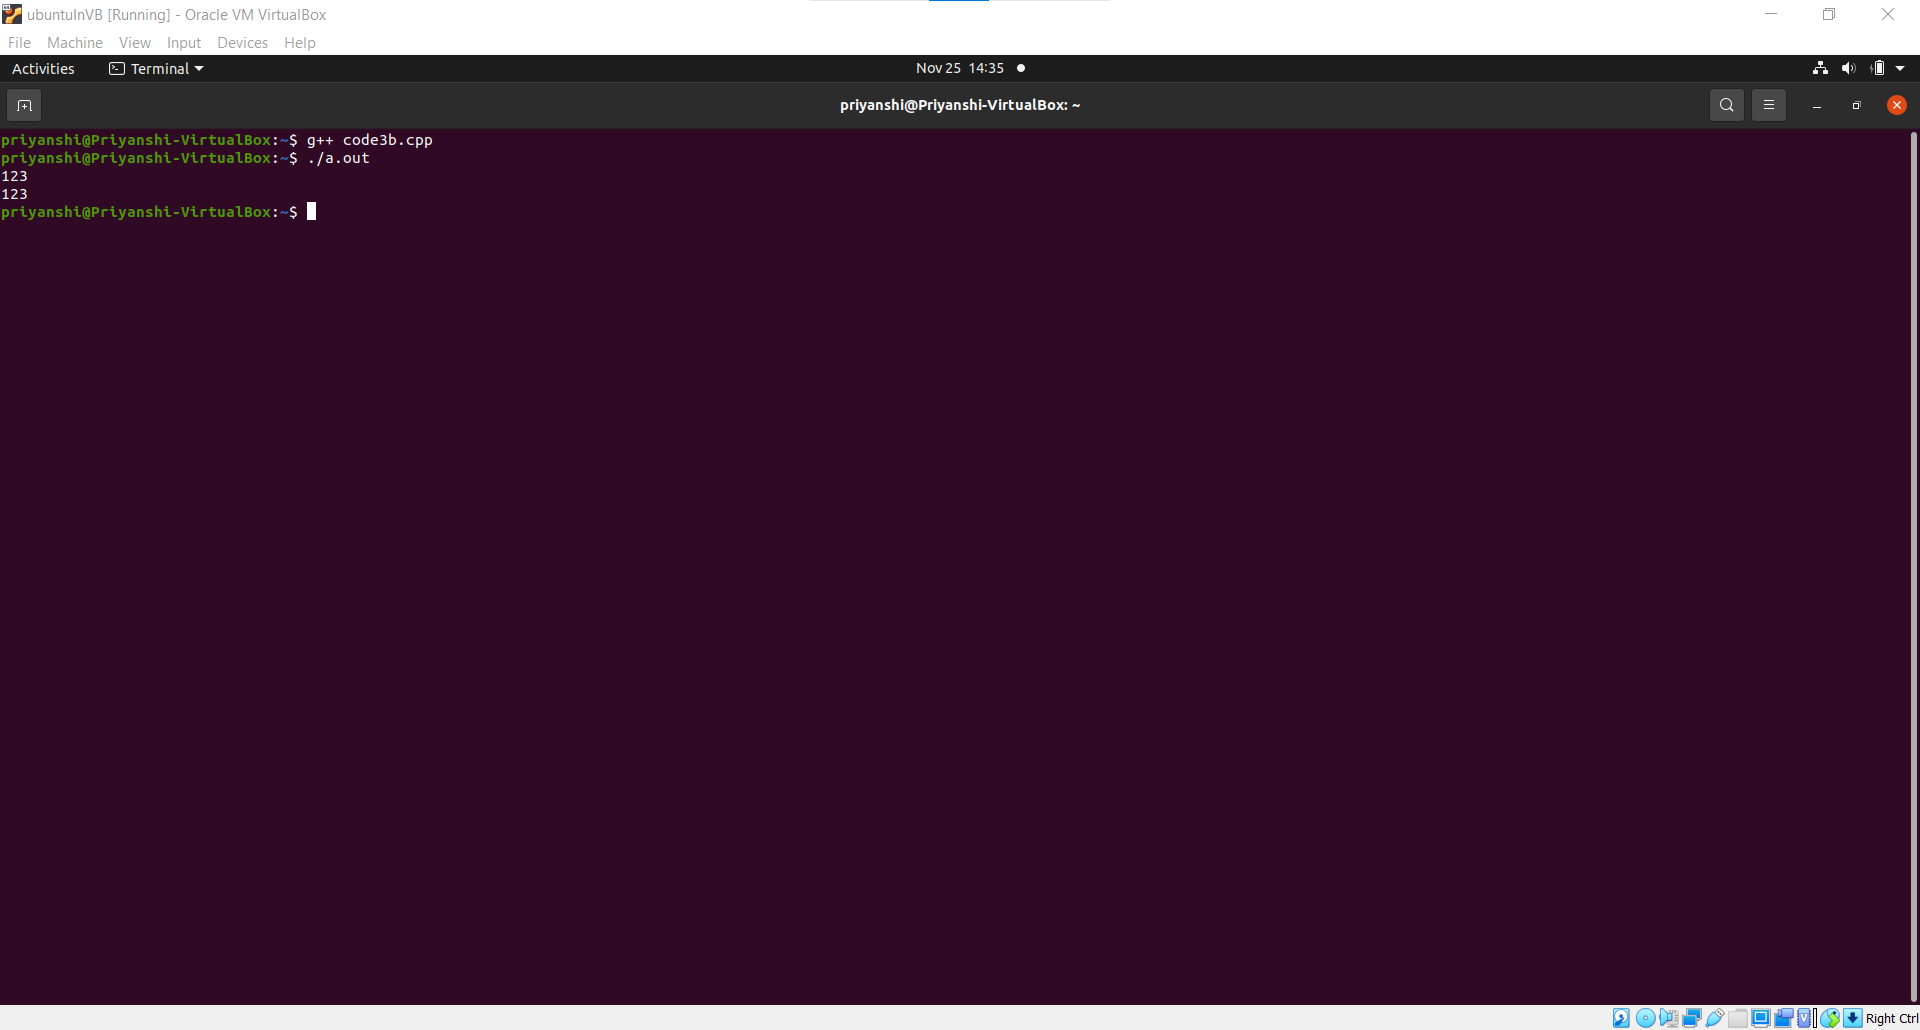 ubuntuInVB [Running] - Oracle VM VirtualBox
File Machine View Input Devices Help
Activities Terminal Nov 25 14:35
priyanshi@Priyanshi-VirtualBox: ~
priyanshi@Priyanshi-VirtualBox:~$ g++ code3b.cpp
priyanshi@Priyanshi-VirtualBox:~$ ./a.out
123
123
priyanshi@Priyanshi-VirtualBox:~$
Right Ctrl